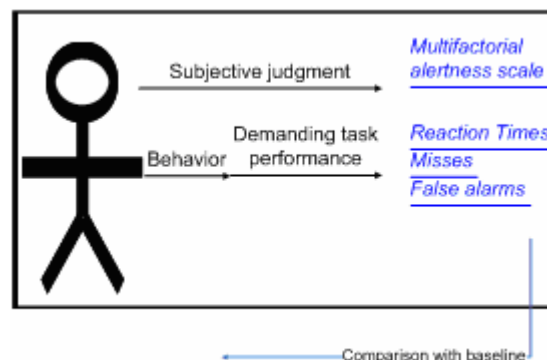 Subjective judgment
Multifactorial
alertness scale
Behavior
Demanding task
performance
Reaction Times
Misses
False alarms
Comparison with baseline